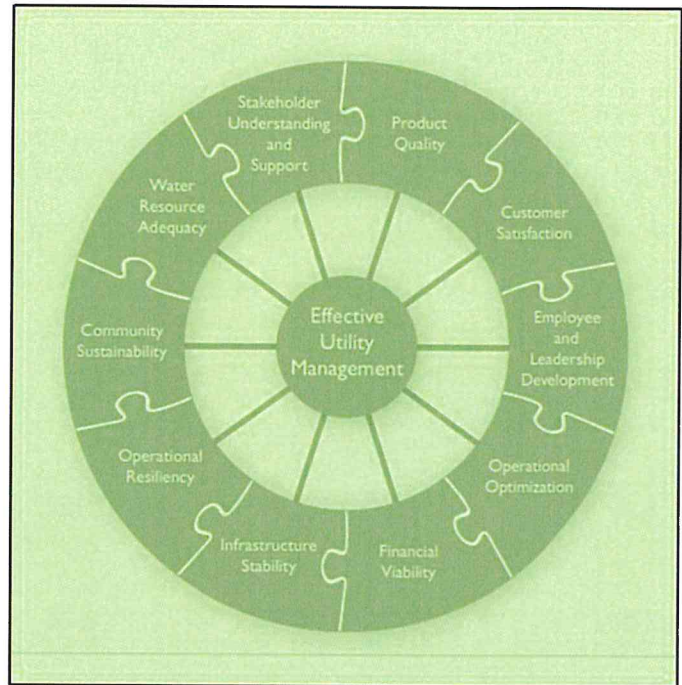 Stakeholder
Understanding
and
Support
Product
Quality
Customer
Satisfaction
Employee
and
Leadership
Development
Operational
Optimization
Financial
Viability
Infrastructure
Stability
Operational
Resiliency
Community
Sustainability
Water
Resource
Adequacy
Effective
Utility
Management